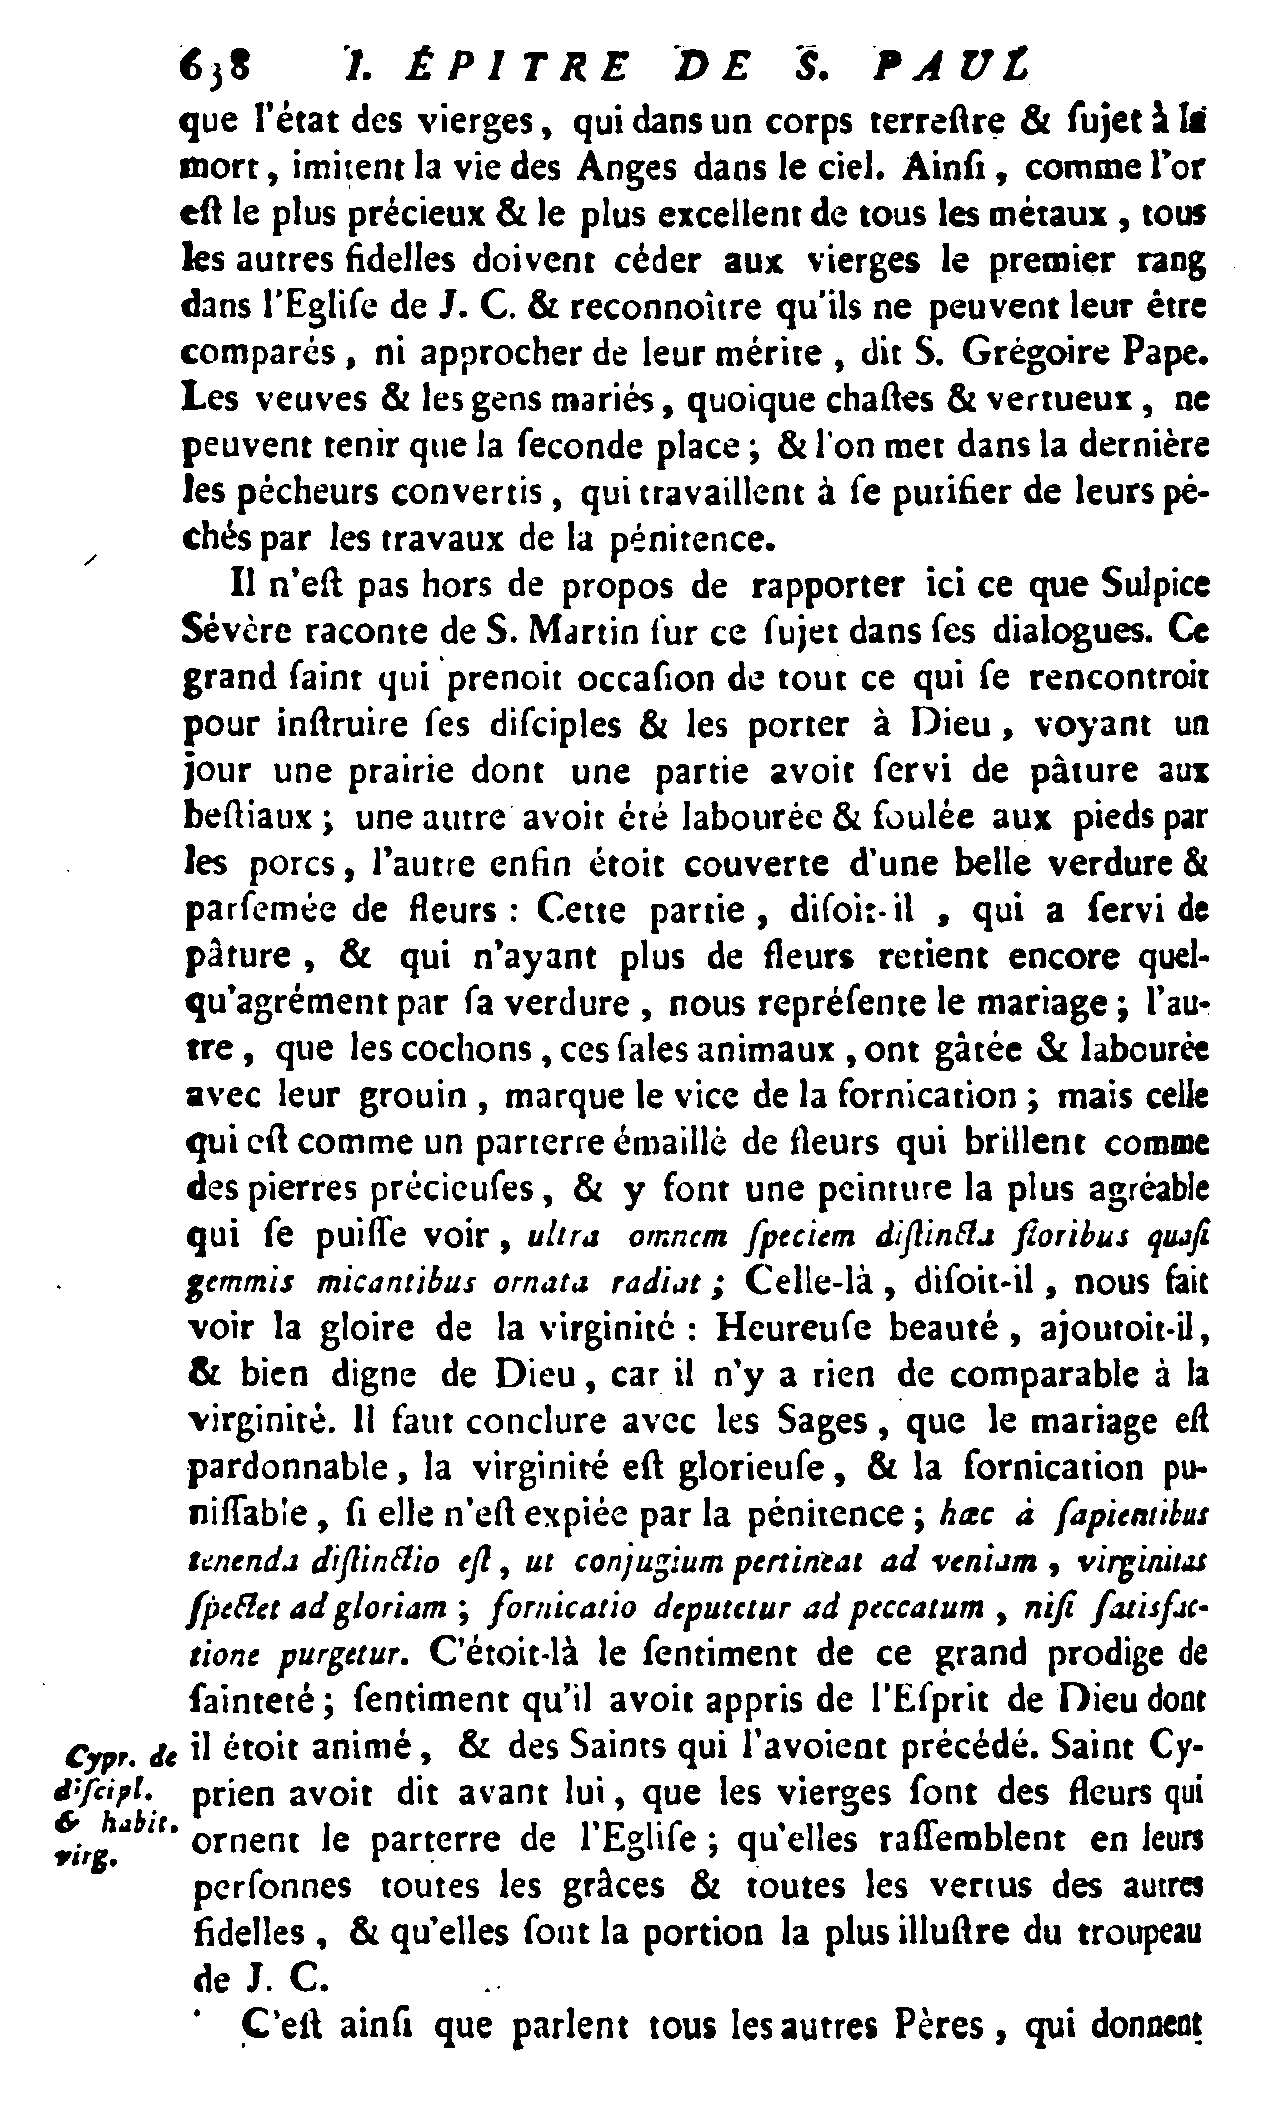 638 I. ÉPITRE DE S. PAUL
que l'état des vierges, qui dans un corps terreſtre & ſujet à la
mort, imitent la vie des Anges dans le ciel. Ainſi, comme l'or
eſt le plus précieux & le plus excellent de tous les métaux, tous
les autres fidelles doivent céder aux vierges le premier rang
dans l'Egliſe de J. C. & reconnoître qu'ils ne peuvent leur être
comparés, ni approcher de leur mérite, dit S. Grégoire Pape.
Les veuves & les gens mariés, quoique chaſtes & vertueux, ne
peuvent tenir que la ſeconde place; & l'on met dans la dernière
les pécheurs convertis, qui travaillent à ſe purifier de leurs pé-
chés par les travaux de la pénitence.
Il n'eſt pas hors de propos de rapporter ici ce que Sulpice
Sévère raconte de S. Martin ſur ce ſujet dans ſes dialogues. Ce
grand ſaint qui prenoit occaſion de tout ce qui ſe rencontroit
pour inſtruire ſes diſciples & les porter à Dieu, voyant un
jour une prairie dont une partie avoit ſervi de pâture aux
beſtiaux; une autre avoit été labourée & foulée aux pieds par
les porcs, l'autre enfin étoit couverte d'une belle verdure &
parſemée de fleurs : Cette partie, diſoit-il, qui a ſervi de
pâture, & qui n'ayant plus de fleurs retient encore quel-
qu'agrément par ſa verdure, nous repréſente le mariage; l'au-
tre, que les cochons, ces ſales animaux, ont gâtée & labourée
avec leur grouin, marque le vice de la fornication; mais celle
qui eſt comme un parterre émaillé de fleurs qui brillent comme
des pierres précieuſes, & y font une peinture la plus agréable
qui ſe puiſſe voir, ultra omnem ſpeciem diſtincta floribus quaſi
gemmis micantibus ornata radiat; Celle-là, diſoit-il, nous fait
voir la gloire de la virginité : Heureuſe beauté, ajoutoit-il,
& bien digne de Dieu, car il n'y a rien de comparable à la
virginité. Il faut conclure avec les Sages, que le mariage eſt
pardonnable, la virginité eſt glorieuſe, & la fornication pu-
niſſable, ſi elle n'eſt expiée par la pénitence; hæc à ſapientibus
tenenda diſtinctio eſt, ut conjugium pertineat ad veniam, virginitas
ſpectet ad gloriam; fornicatio deputetur ad peccatum, niſi ſatisfac-
tione purgetur. C'étoit-là le ſentiment de ce grand prodige de
ſainteté; ſentiment qu'il avoit appris de l'Eſprit de Dieu dont
il étoit animé, & des Saints qui l'avoient précédé. Saint Cy-
prien avoit dit avant lui, que les vierges ſont des fleurs qui
ornent le parterre de l'Egliſe; qu'elles raſſemblent en leurs
perſonnes toutes les grâces & toutes les vertus des autres
fidelles, & qu'elles ſont la portion la plus illuſtre du troupeau
de J. C.
C'eſt ainſi que parlent tous les autres Pères, qui donnent
Cypr. de
diſcipl.
& habit.
virg.